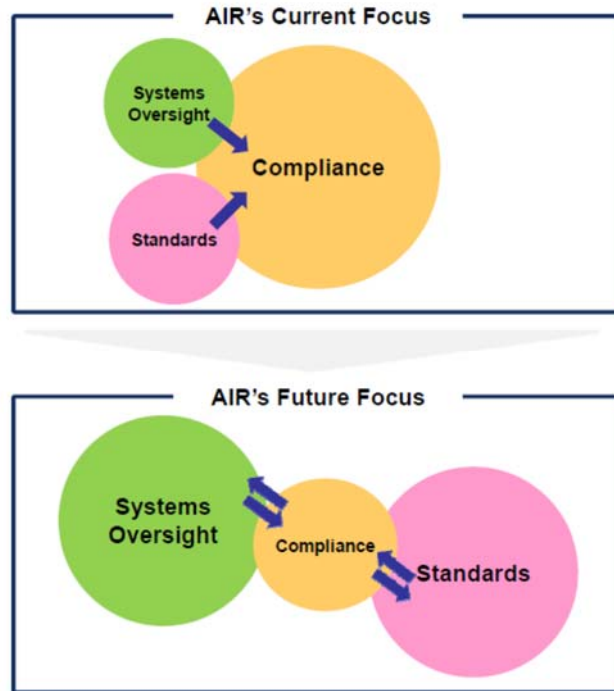 AIR's Current Focus
Systems
Oversight
Compliance
Standards
AIR's Future Focus
Systems
Oversight
Compliance
Standards